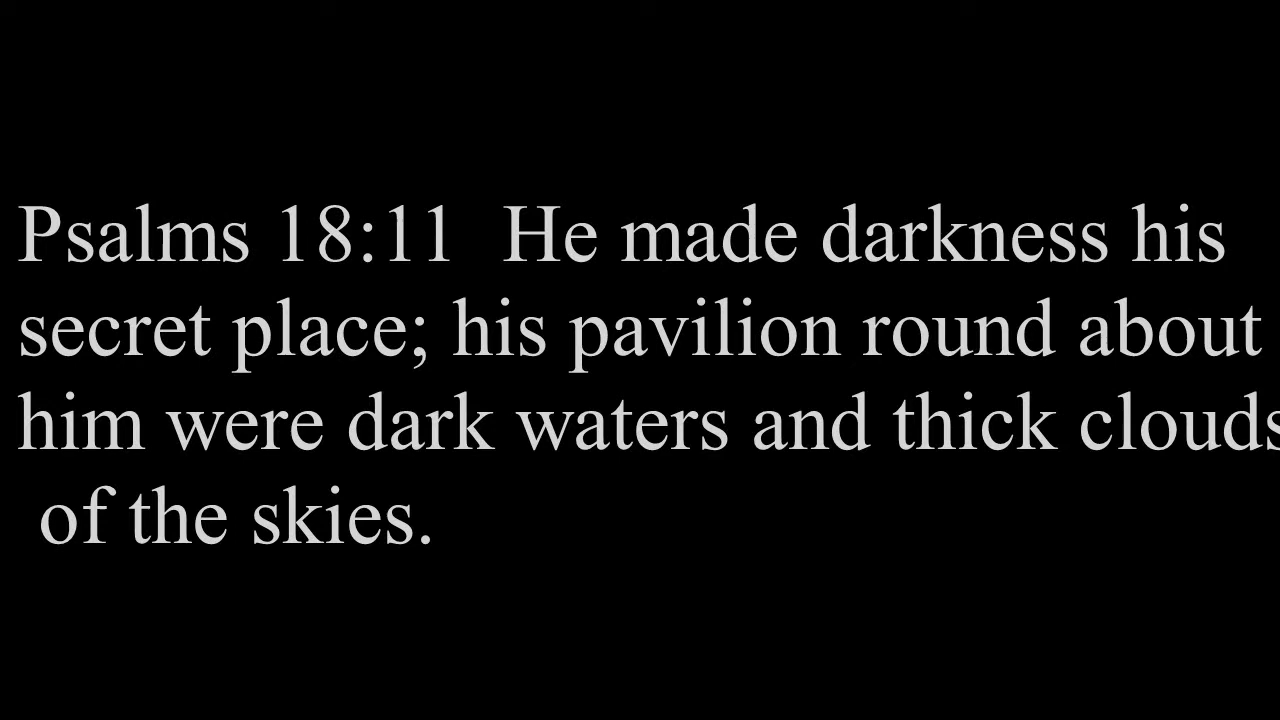 Psalms 18:11  He made darkness his
secret place; his pavilion round about
him were dark waters and thick clouds
of the skies.